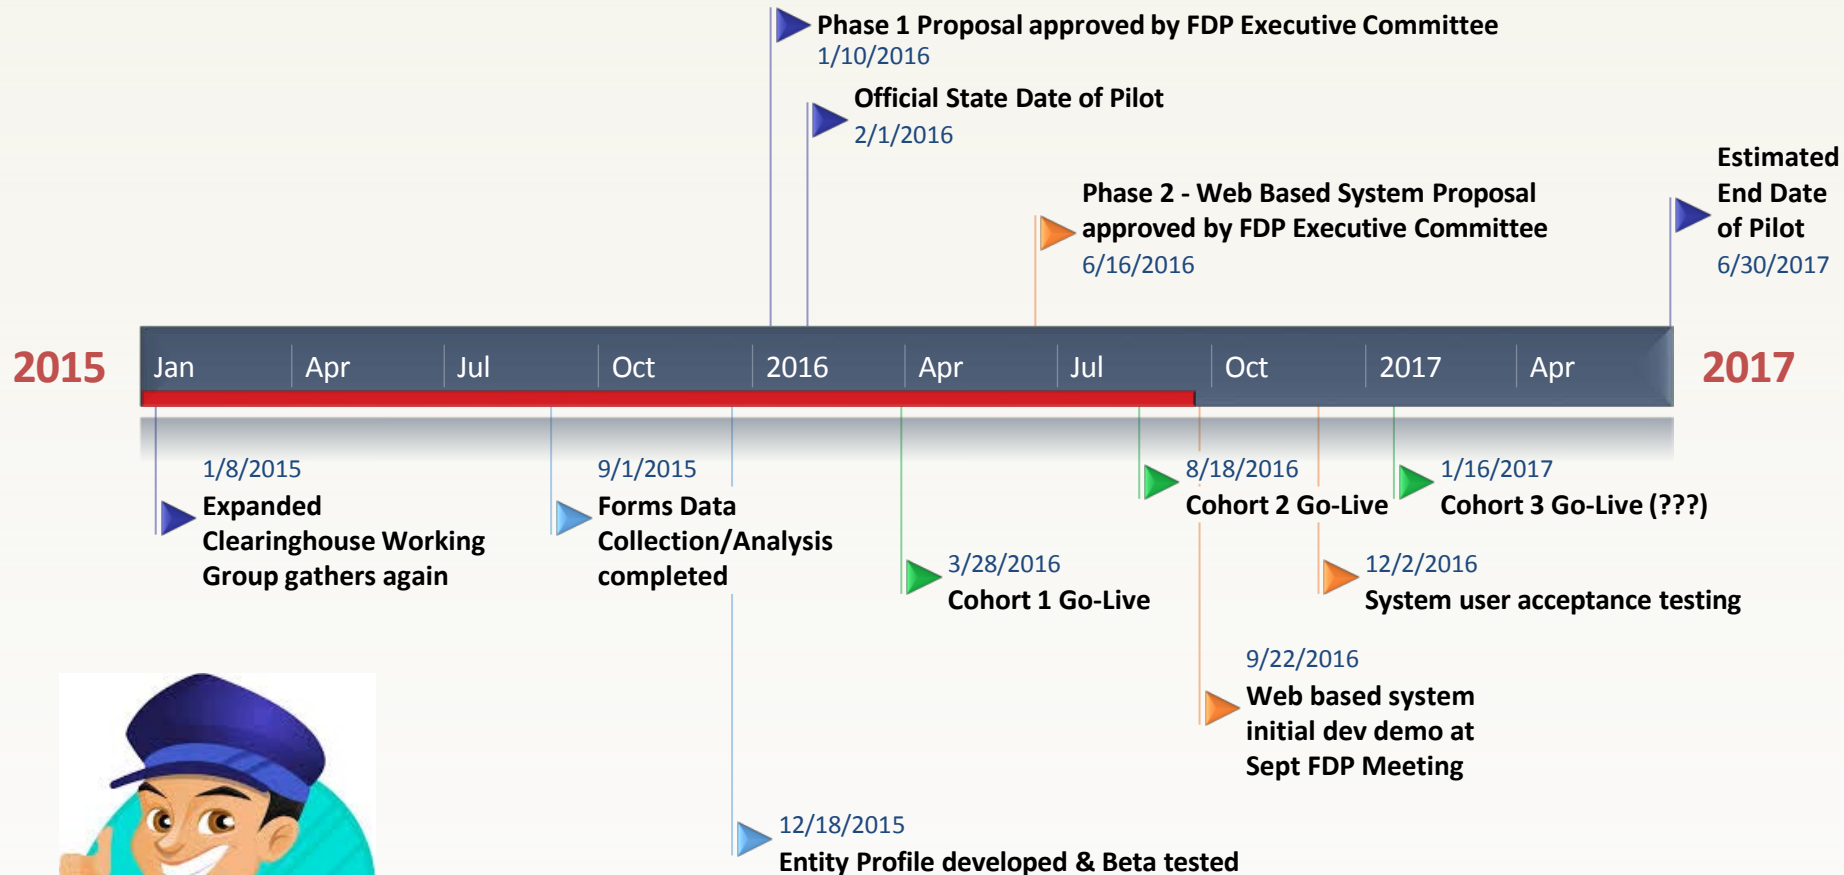 Phase 1 Proposal approved by FDP Executive Committee
1/10/2016
Official State Date of Pilot
2/1/2016
Phase 2 - Web Based System Proposal
approved by FDP Executive Committee
6/16/2016
Estimated
End Date
of Pilot
6/30/2017
2015
Jan
Apr
Jul
Oct
2016
Apr
Jul
Oct
2017
Apr
2017
1/8/2015
Expanded
Clearinghouse Working
Group gathers again
9/1/2015
Forms Data
Collection/Analysis
completed
8/18/2016
Cohort 2 Go-Live
1/16/2017
Cohort 3 Go-Live (???)
3/28/2016
Cohort 1 Go-Live
12/2/2016
System user acceptance testing
9/22/2016
Web based system
initial dev demo at
Sept FDP Meeting
12/18/2015
Entity Profile developed & Beta tested